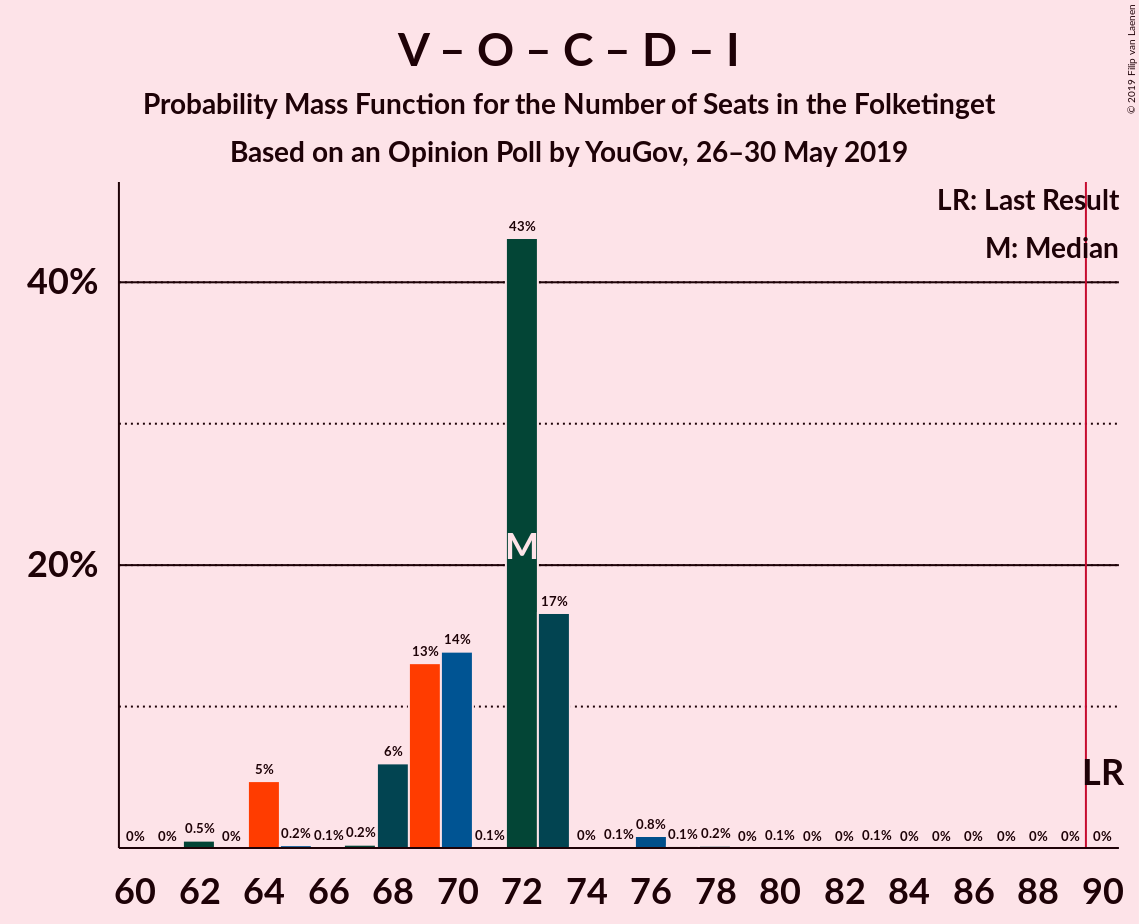 V – O – C – D – I
Probability Mass Function for the Number of Seats in the Folketinget
Based on an Opinion Poll by YouGov, 26–30 May 2019
© 2019 Filip van Laenen
LR: Last Result
M: Median
40%
20%
0% 0% 0.5% 0% 5% 0.2% 0.1% 0.2% 6% 13% 14% 0.1% 43% 17% 0% 0.1% 0.8% 0.1% 0.2% 0% 0.1% 0% 0% 0.1% 0% 0% 0% 0% 0% 0% 0%
M
LR
60 62 64 66 68 70 72 74 76 78 80 82 84 86 88 90